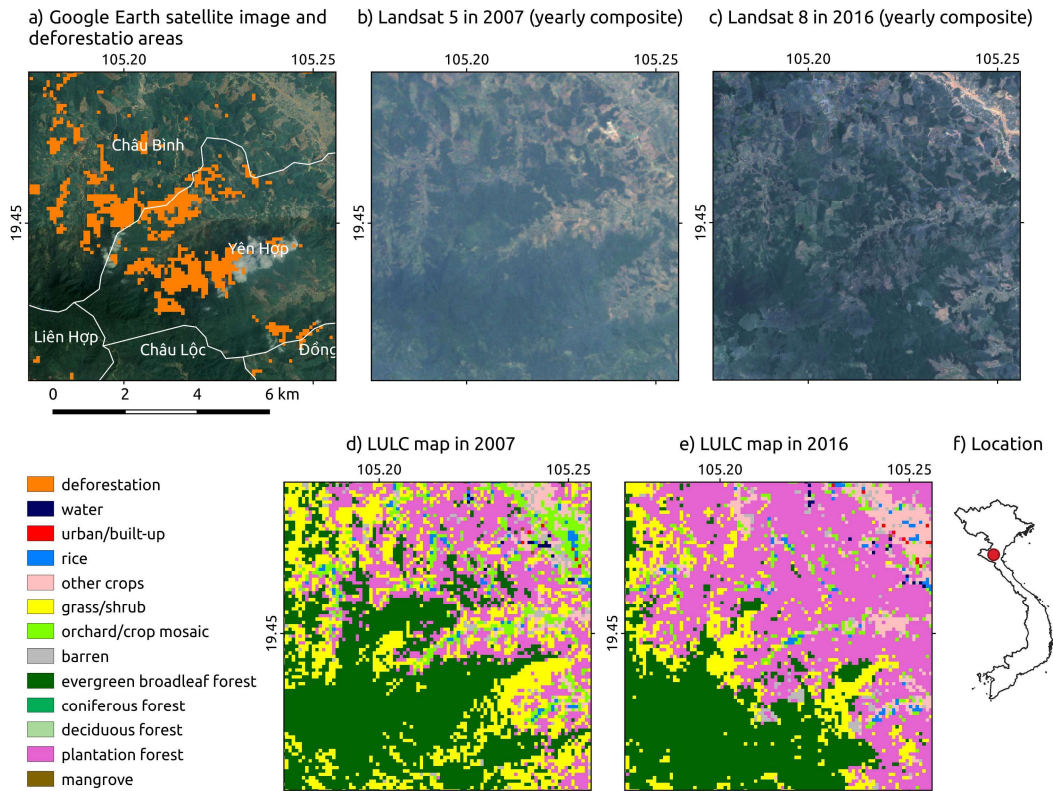 a) Google Earth satellite image and
deforestatio areas
b) Landsat 5 in 2007 (yearly composite)
c) Landsat 8 in 2016 (yearly composite)
105.20 105.25
105.20 105.25
105.20 105.25
19.45
19.45
19.45
Châu Bình
Yên Hợp
Liên Hợp
Châu Lộc
Đồng
0 2 4 6 km
d) LULC map in 2007
e) LULC map in 2016
f) Location
105.20 105.25
105.20 105.25
19.45
19.45
deforestation
water
urban/built-up
rice
other crops
grass/shrub
orchard/crop mosaic
barren
evergreen broadleaf forest
coniferous forest
deciduous forest
plantation forest
mangrove